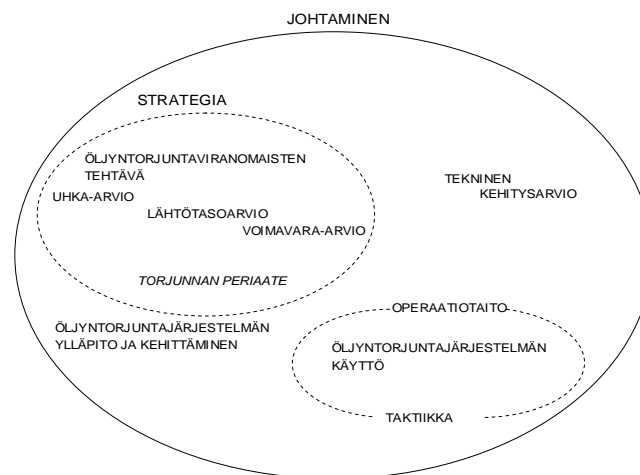 JOHTAMINEN
STRATEGIA
ÖLJYNTORJUNTAVIRANOMAISTEN
TEHTÄVÄ
UHKA-ARVIO
LÄHTÖTASOARVIO
VOIMAVARA-ARVIO
TORJUNNAN PERIAATE
TEKNINEN
KEHITYSARVIO
ÖLJYNTORJUNTAJÄRJESTELMÄN
YLLÄPITO JA KEHITTÄMINEN
OPERAATIOTAITO
ÖLJYNTORJUNTAJÄRJESTELMÄN
KÄYTTÖ
TAKTIIKKA